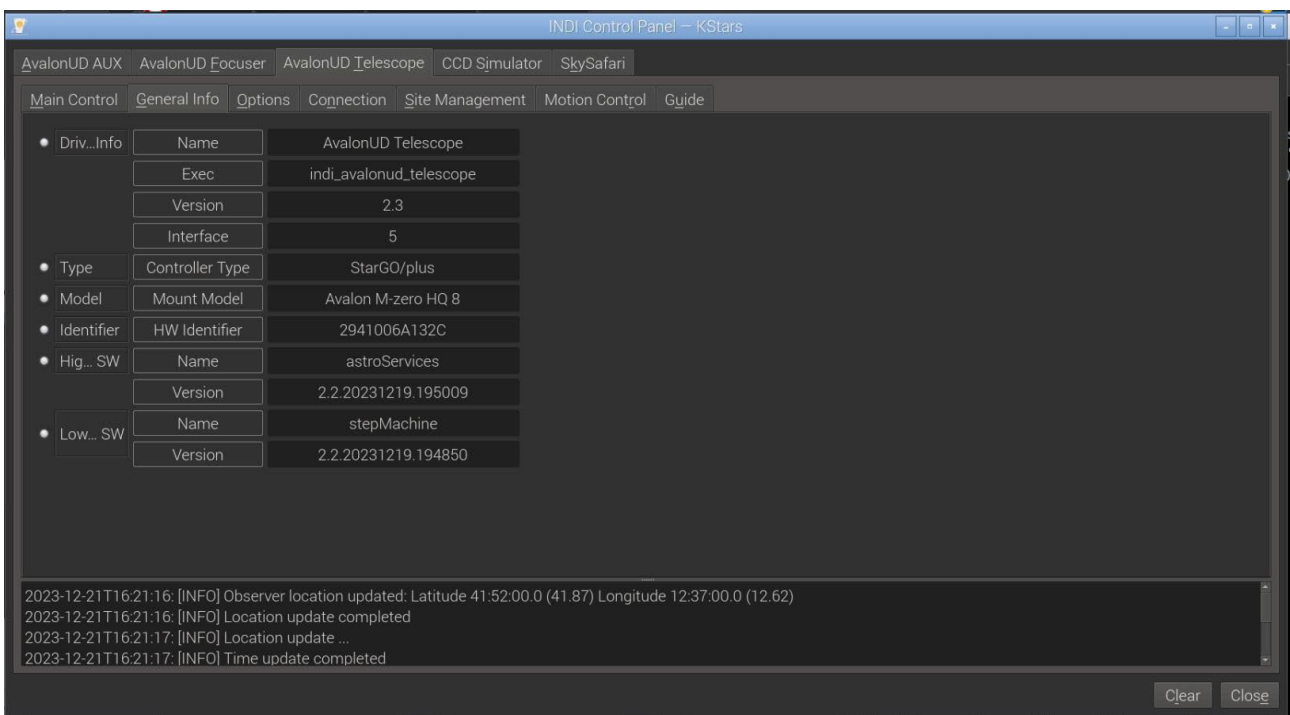 INDI Control Panel — KStars
AvalonUD AUX AvalonUD Focuser AvalonUD Telescope CCD Simulator SkySafari
Main Control General Info Options Connection Site Management Motion Control Guide
Driv...Info Name AvalonUD Telescope
Exec indi_avalonud_telescope
Version 2.3
Interface 5
Type Controller Type StarGO/plus
Model Mount Model Avalon M-zero HQ 8
Identifier HW Identifier 2941006A132C
Hig... SW Name astroServices
Version 2.2.20231219.195009
Low... SW Name stepMachine
Version 2.2.20231219.194850
2023-12-21T16:21:16: [INFO] Observer location updated: Latitude 41:52:00.0 (41.87) Longitude 12:37:00.0 (12.62)
2023-12-21T16:21:16: [INFO] Location update completed
2023-12-21T16:21:17: [INFO] Location update ...
2023-12-21T16:21:17: [INFO] Time update completed
Clear Close